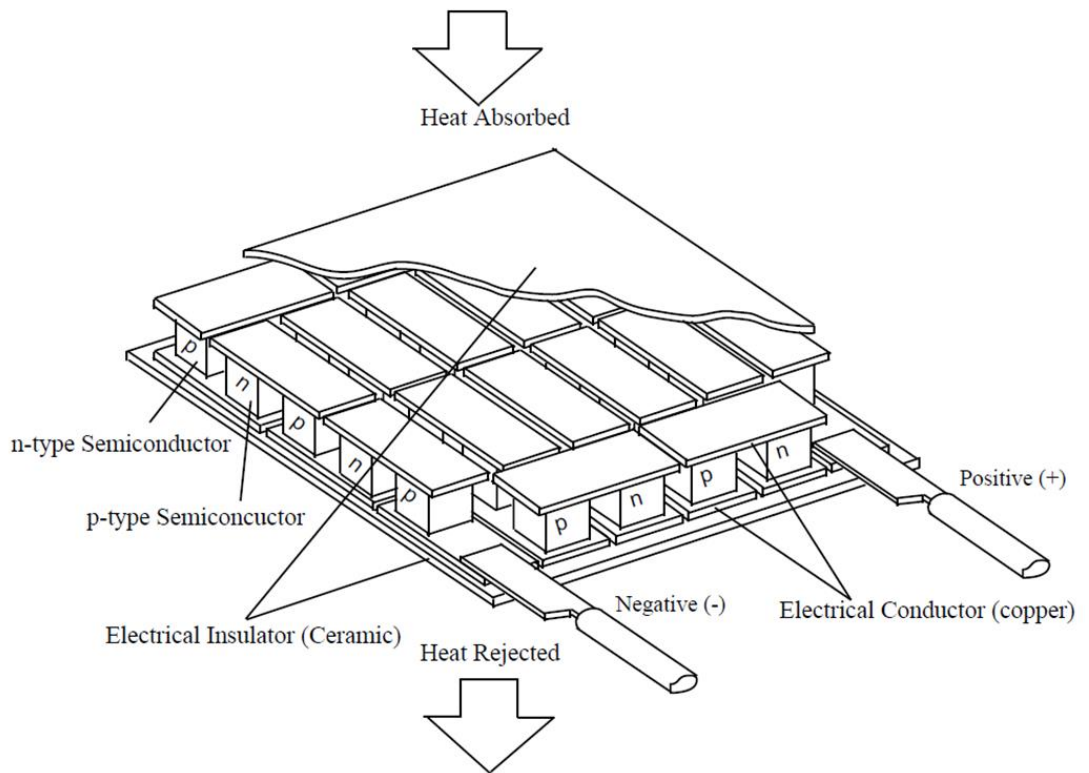 Heat Absorbed
p
n
p
n
p
p
n
p
n
n-type Semiconductor
p-type Semiconcuctor
Positive (+)
Negative (-)
Electrical Conductor (copper)
Electrical Insulator (Ceramic)
Heat Rejected